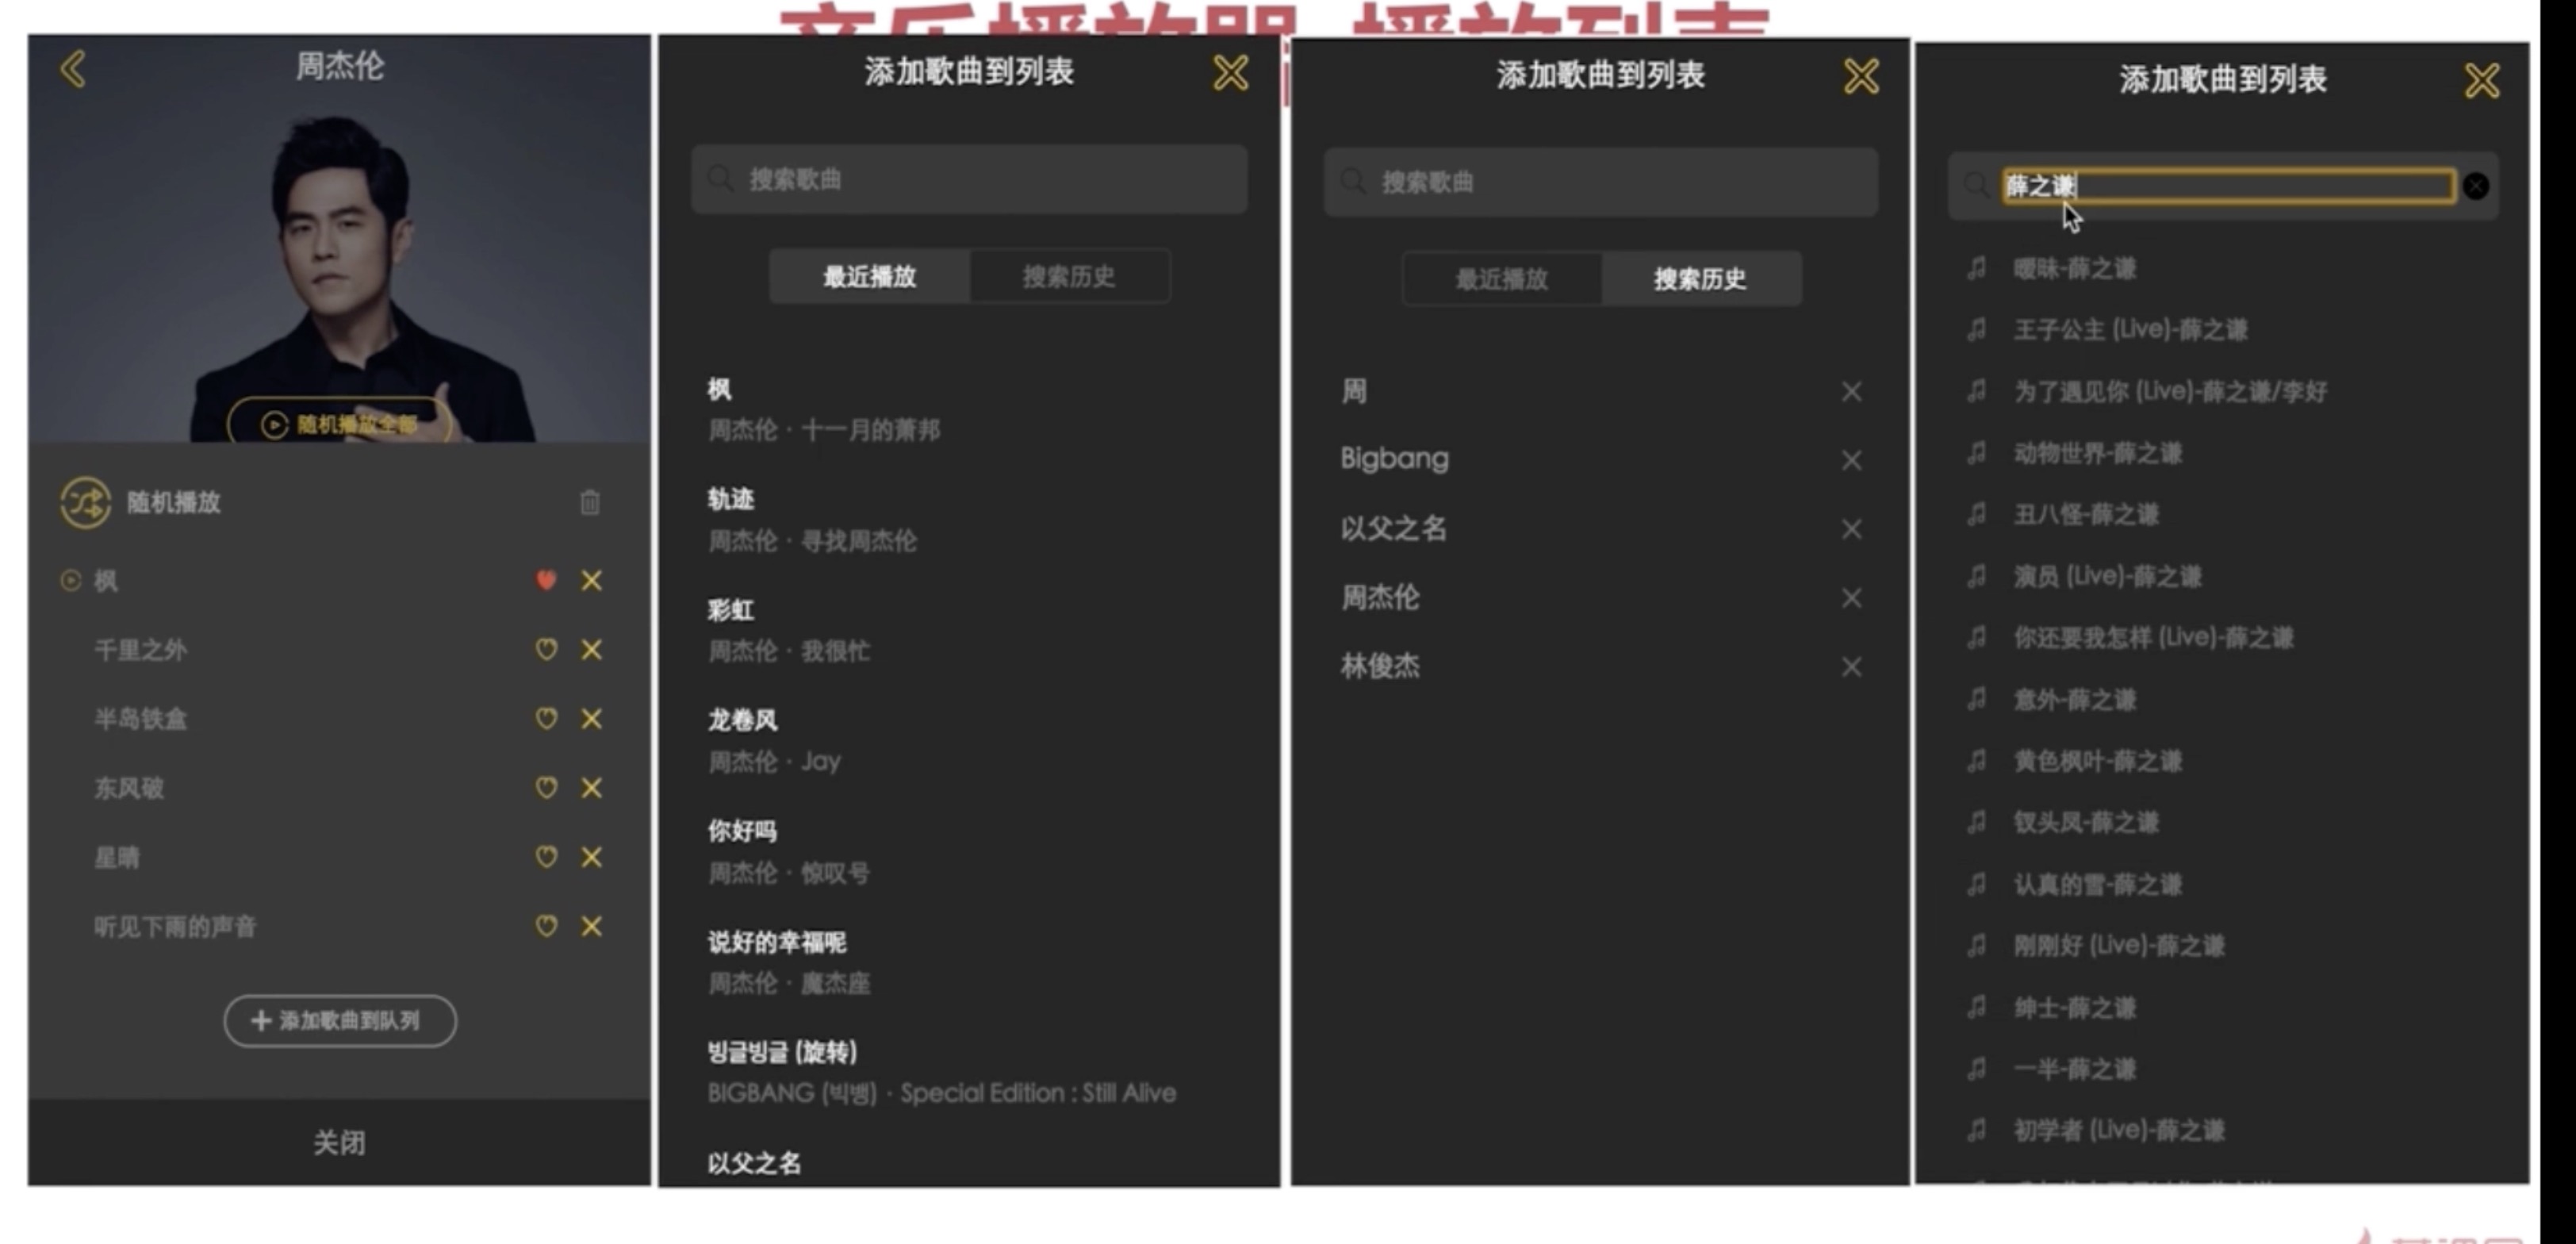 音乐播放器-播放列表
周杰伦
随机播放全部
随机播放
枫
千里之外
半岛铁盒
东风破
星晴
听见下雨的声音
添加歌曲到队列
关闭
添加歌曲到列表
搜索歌曲
最近播放 搜索历史
枫
周杰伦 · 十一月的萧邦
轨迹
周杰伦 · 寻找周杰伦
彩虹
周杰伦 · 我很忙
龙卷风
周杰伦 · Jay
你好吗
周杰伦 · 惊叹号
说好的幸福呢
周杰伦 · 魔杰座
빙글빙글 (旋转)
BIGBANG (빅뱅) · Special Edition : Still Alive
以父之名
添加歌曲到列表
搜索歌曲
最近播放 搜索历史
周
Bigbang
以父之名
周杰伦
林俊杰
添加歌曲到列表
薛之谦
暧昧-薛之谦
王子公主 (Live)-薛之谦
为了遇见你 (Live)-薛之谦/李好
动物世界-薛之谦
丑八怪-薛之谦
演员 (Live)-薛之谦
你还要我怎样 (Live)-薛之谦
意外-薛之谦
黄色枫叶-薛之谦
钗头凤-薛之谦
认真的雪-薛之谦
刚刚好 (Live)-薛之谦
绅士-薛之谦
一半-薛之谦
初学者 (Live)-薛之谦